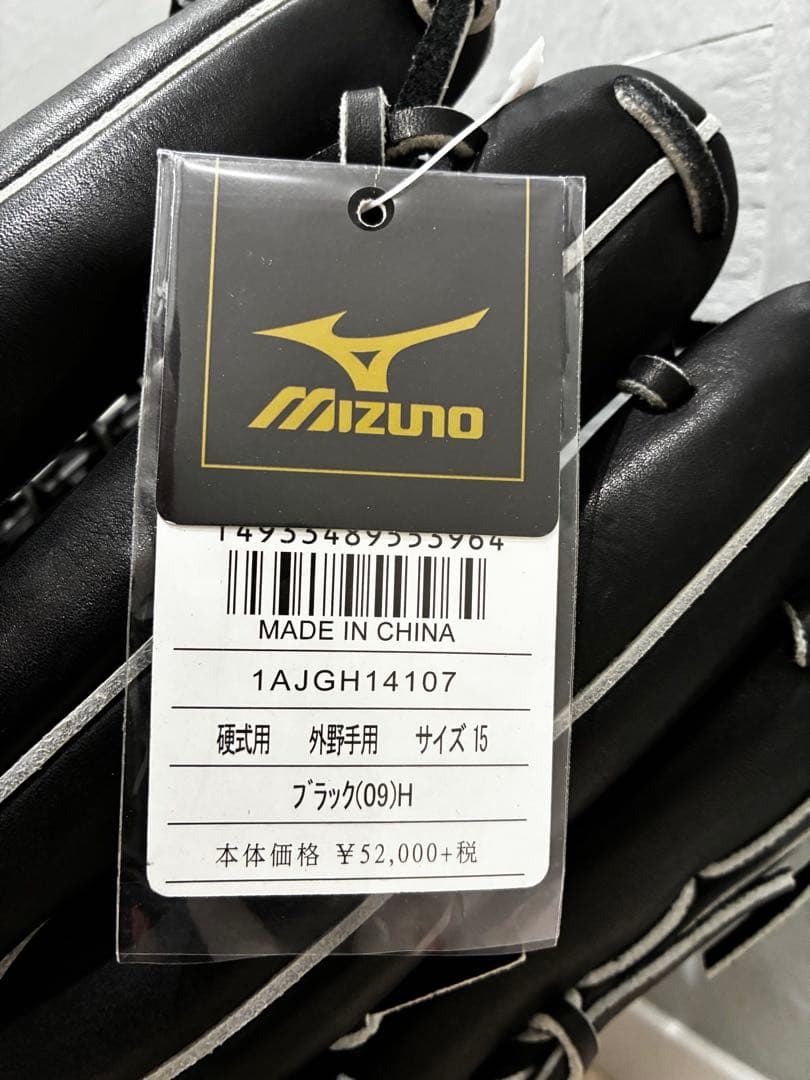 MIZUNO
MADE IN CHINA
1AJGH14107
硬式用 外野手用 サイズ 15
ブラック(09)H
本体価格 ¥52,000+税